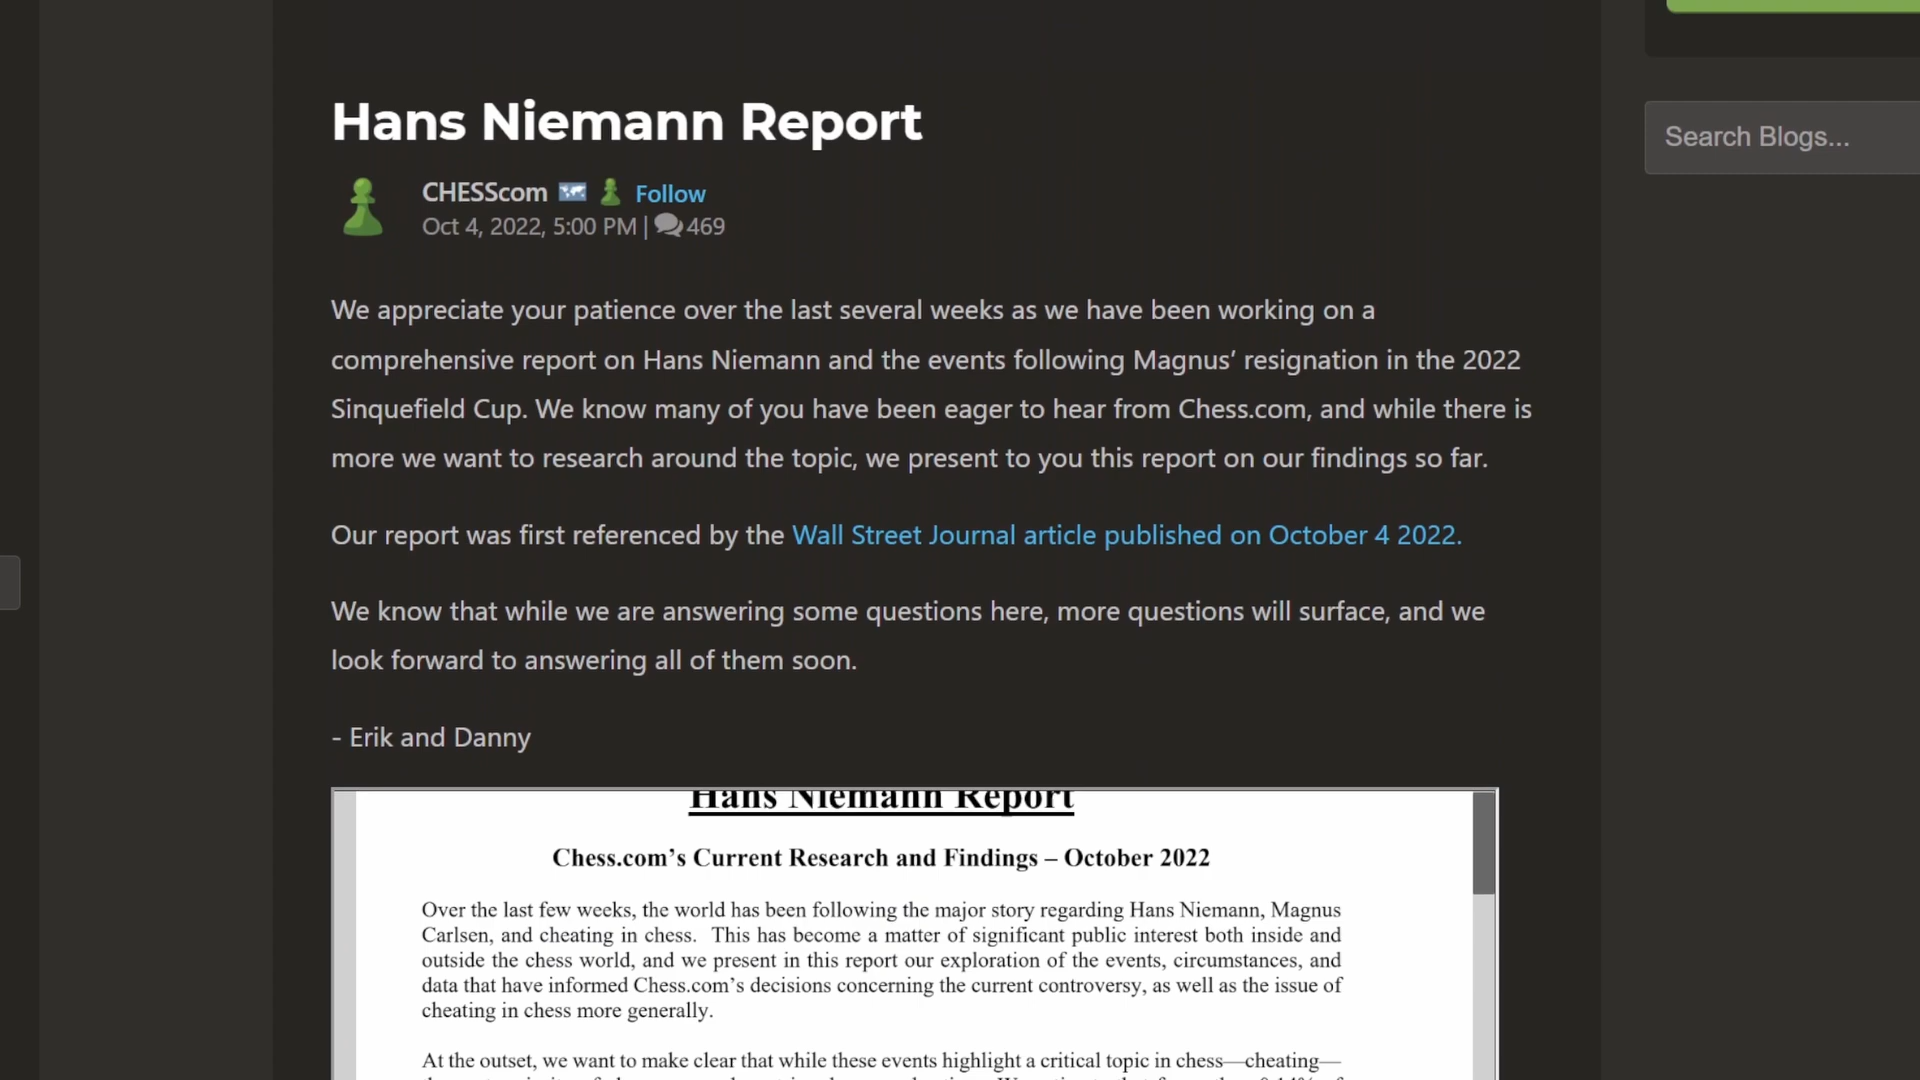 Hans Niemann Report
Search Blogs...
CHESScom Follow
Oct 4, 2022, 5:00 PM | 469
We appreciate your patience over the last several weeks as we have been working on a
comprehensive report on Hans Niemann and the events following Magnus’ resignation in the 2022
Sinquefield Cup. We know many of you have been eager to hear from Chess.com, and while there is
more we want to research around the topic, we present to you this report on our findings so far.
Our report was first referenced by the Wall Street Journal article published on October 4 2022.
We know that while we are answering some questions here, more questions will surface, and we
look forward to answering all of them soon.
- Erik and Danny
Hans Niemann Report
Chess.com’s Current Research and Findings – October 2022
Over the last few weeks, the world has been following the major story regarding Hans Niemann, Magnus
Carlsen, and cheating in chess. This has become a matter of significant public interest both inside and
outside the chess world, and we present in this report our exploration of the events, circumstances, and
data that have informed Chess.com’s decisions concerning the current controversy, as well as the issue of
cheating in chess more generally.
At the outset, we want to make clear that while these events highlight a critical topic in chess—cheating—